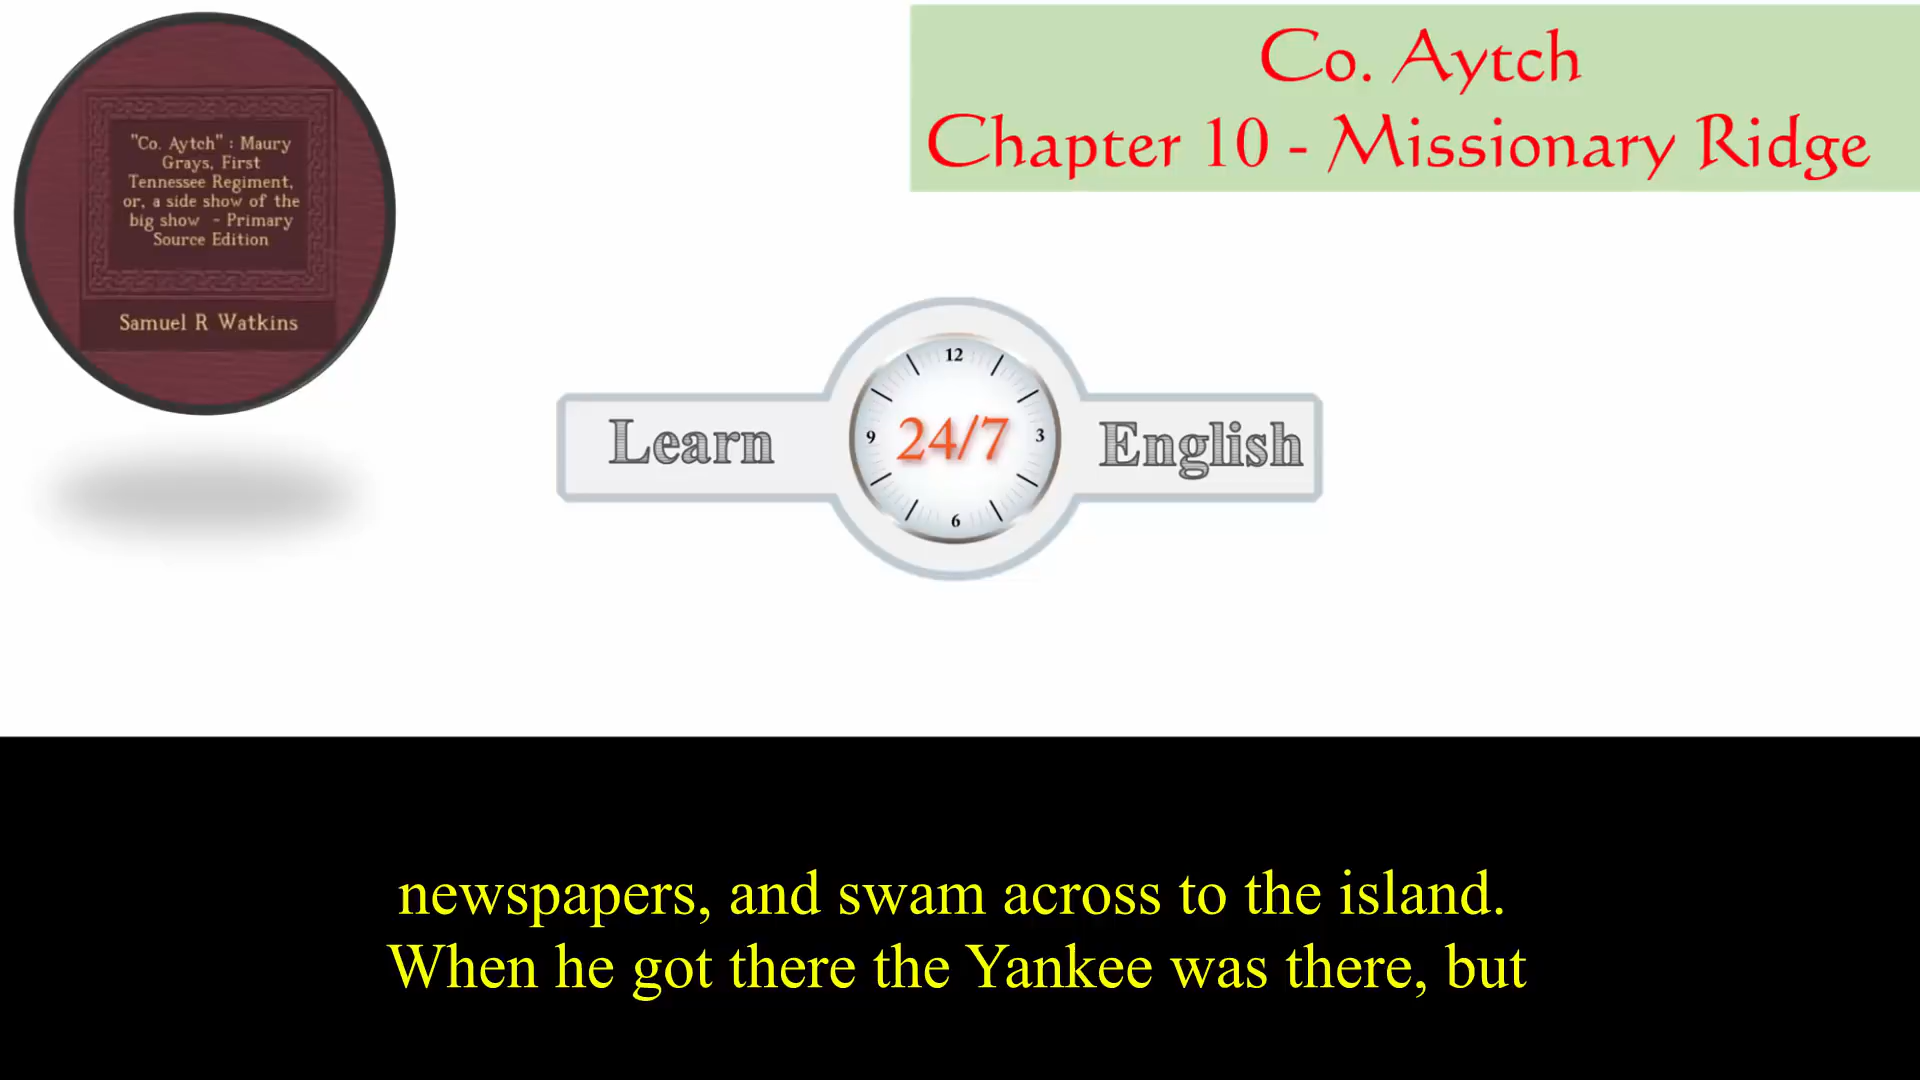 "Co. Aytch" : Maury
Grays, First
Tennessee Regiment,
or, a side show of the
big show - Primary
Source Edition
Samuel R Watkins
Co. Aytch
Chapter 10 - Missionary Ridge
12
9
3
6
Learn
24/7
English
newspapers, and swam across to the island.
When he got there the Yankee was there, but